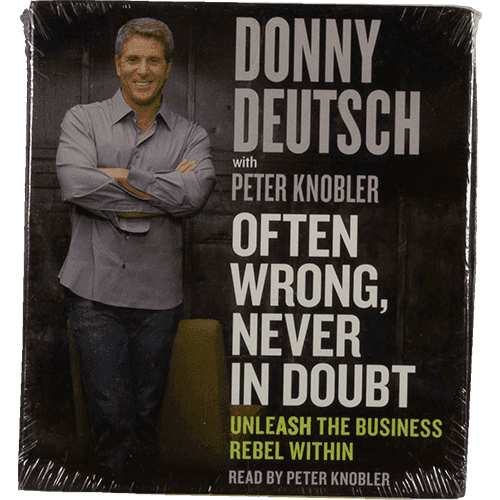 DONNY
DEUTSCH
with
PETER KNOBLER
OFTEN
WRONG,
NEVER
IN DOUBT
UNLEASH THE BUSINESS
REBEL WITHIN
READ BY PETER KNOBLER